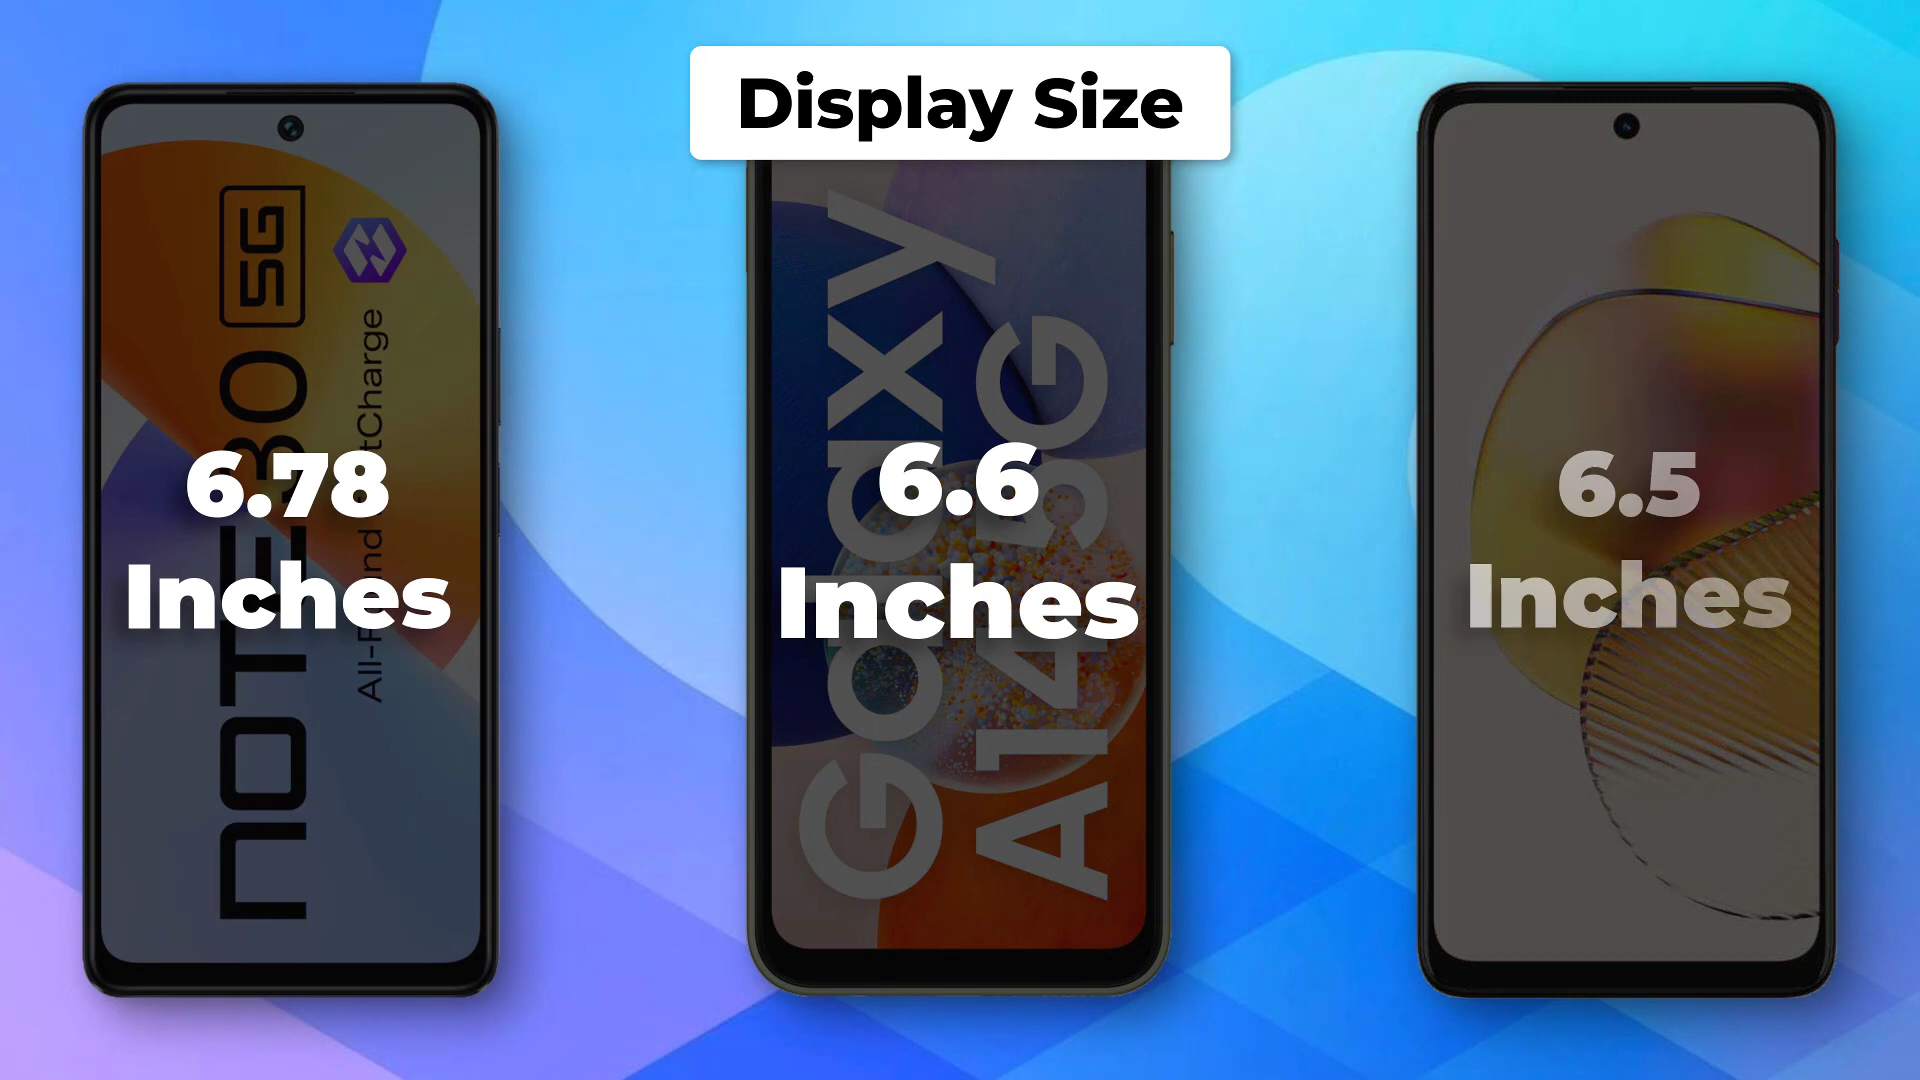 Display Size
NOTE 30 5G
All-Round FastCharge
6.78
Inches
Galaxy
A14 5G
6.6
Inches
6.5
Inches